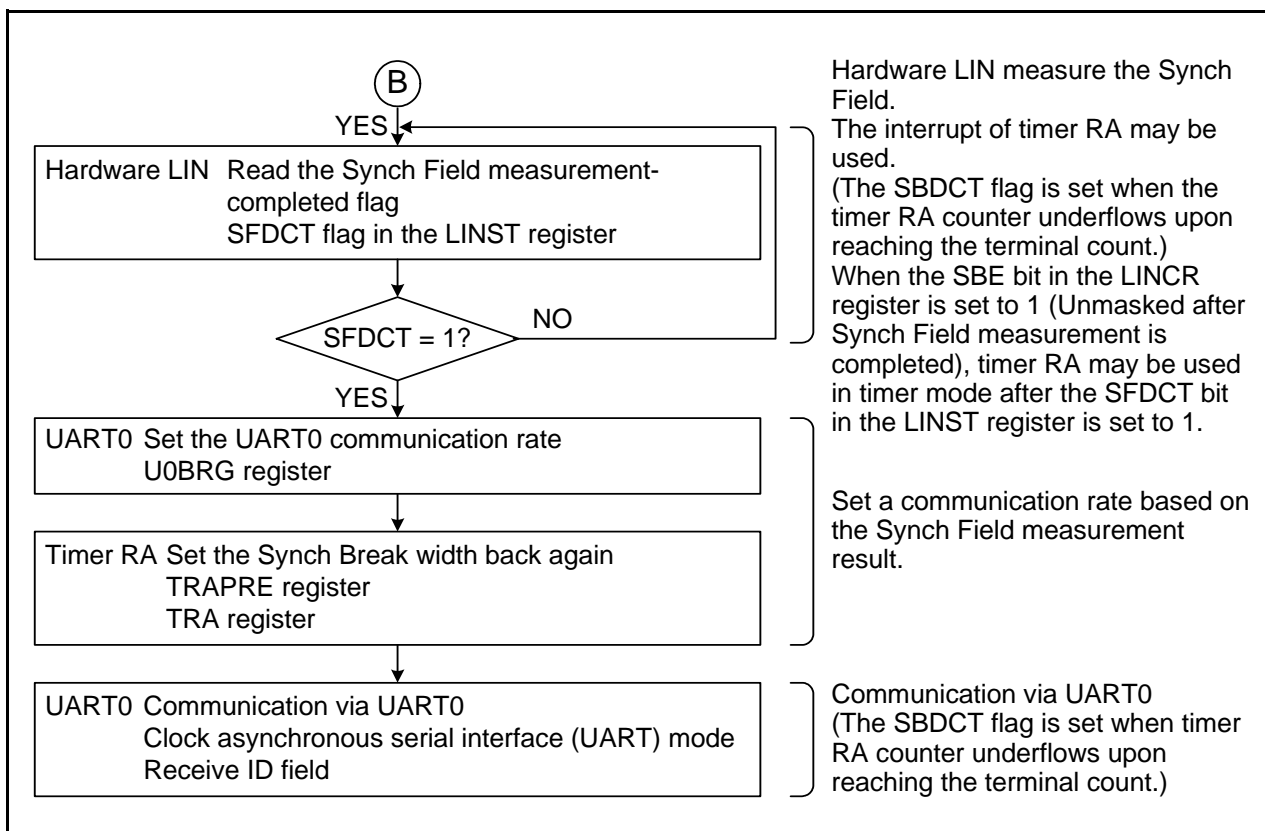 B
YES
Hardware LIN Read the Synch Field measurement-
completed flag
SFDCT flag in the LINST register
SFDCT = 1?
NO
YES
UART0 Set the UART0 communication rate
U0BRG register
Timer RA Set the Synch Break width back again
TRAPRE register
TRA register
UART0 Communication via UART0
Clock asynchronous serial interface (UART) mode
Receive ID field
Hardware LIN measure the Synch
Field.
The interrupt of timer RA may be
used.
(The SBDCT flag is set when the
timer RA counter underflows upon
reaching the terminal count.)
When the SBE bit in the LINCR
register is set to 1 (Unmasked after
Synch Field measurement is
completed), timer RA may be used
in timer mode after the SFDCT bit
in the LINST register is set to 1.
Set a communication rate based on
the Synch Field measurement
result.
Communication via UART0
(The SBDCT flag is set when timer
RA counter underflows upon
reaching the terminal count.)